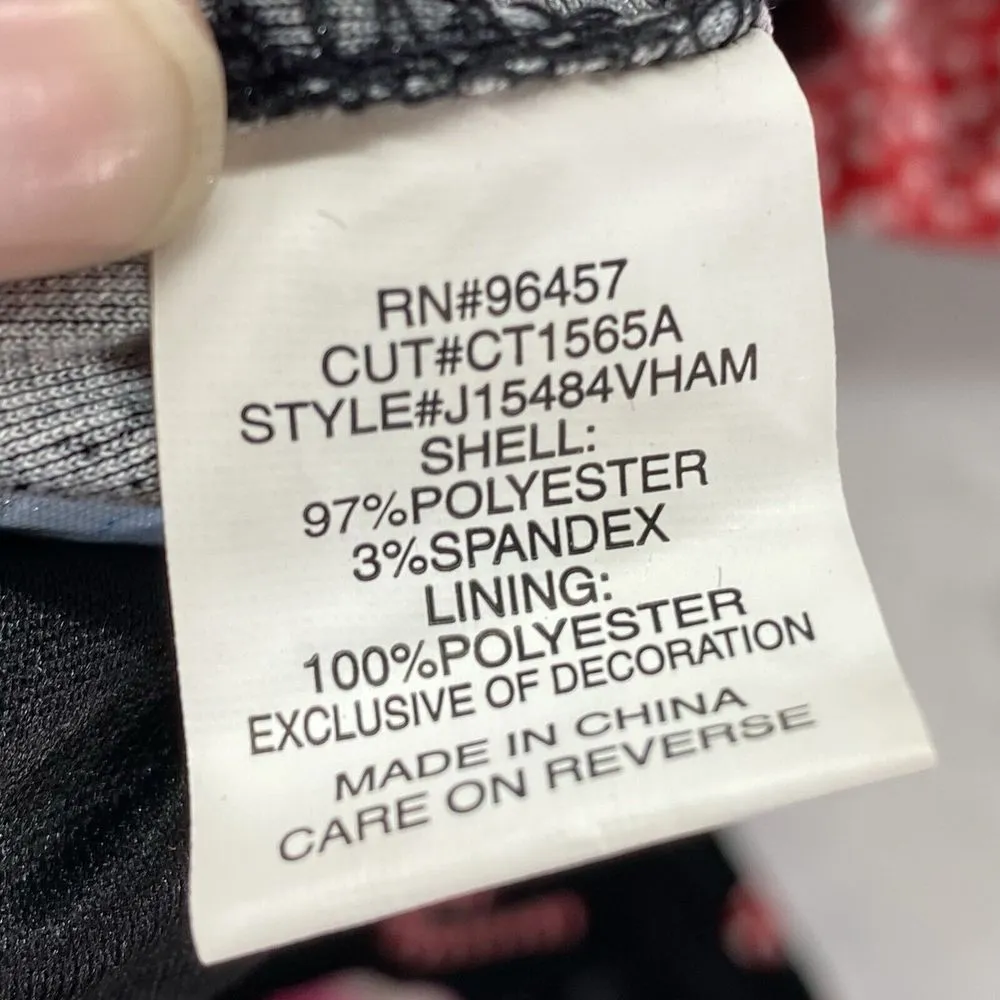 RN#96457
CUT#CT1565A
STYLE#J15484VHAM
SHELL:
97%POLYESTER
3%SPANDEX
LINING:
100%POLYESTER
EXCLUSIVE OF DECORATION
MADE IN CHINA
CARE ON REVERSE